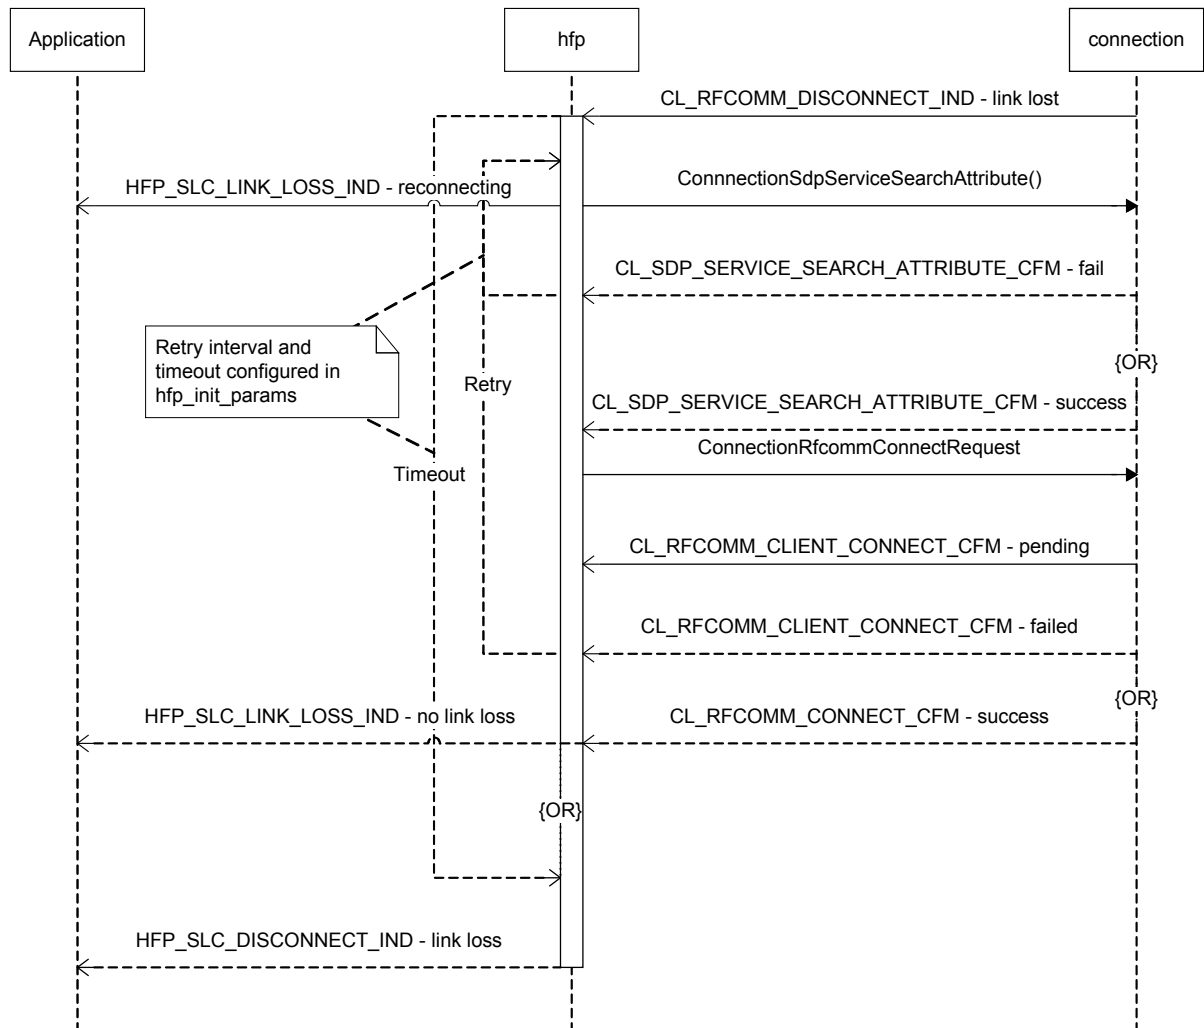 Application
hfp
connection
CL_RFCOMM_DISCONNECT_IND - link lost
HFP_SLC_LINK_LOSS_IND - reconnecting
ConnnectionSdpServiceSearchAttribute()
CL_SDP_SERVICE_SEARCH_ATTRIBUTE_CFM - fail
Retry interval and
timeout configured in
hfp_init_params
{OR}
Retry
CL_SDP_SERVICE_SEARCH_ATTRIBUTE_CFM - success
ConnectionRfcommConnectRequest
Timeout
CL_RFCOMM_CLIENT_CONNECT_CFM - pending
CL_RFCOMM_CLIENT_CONNECT_CFM - failed
{OR}
HFP_SLC_LINK_LOSS_IND - no link loss
CL_RFCOMM_CONNECT_CFM - success
{OR}
HFP_SLC_DISCONNECT_IND - link loss